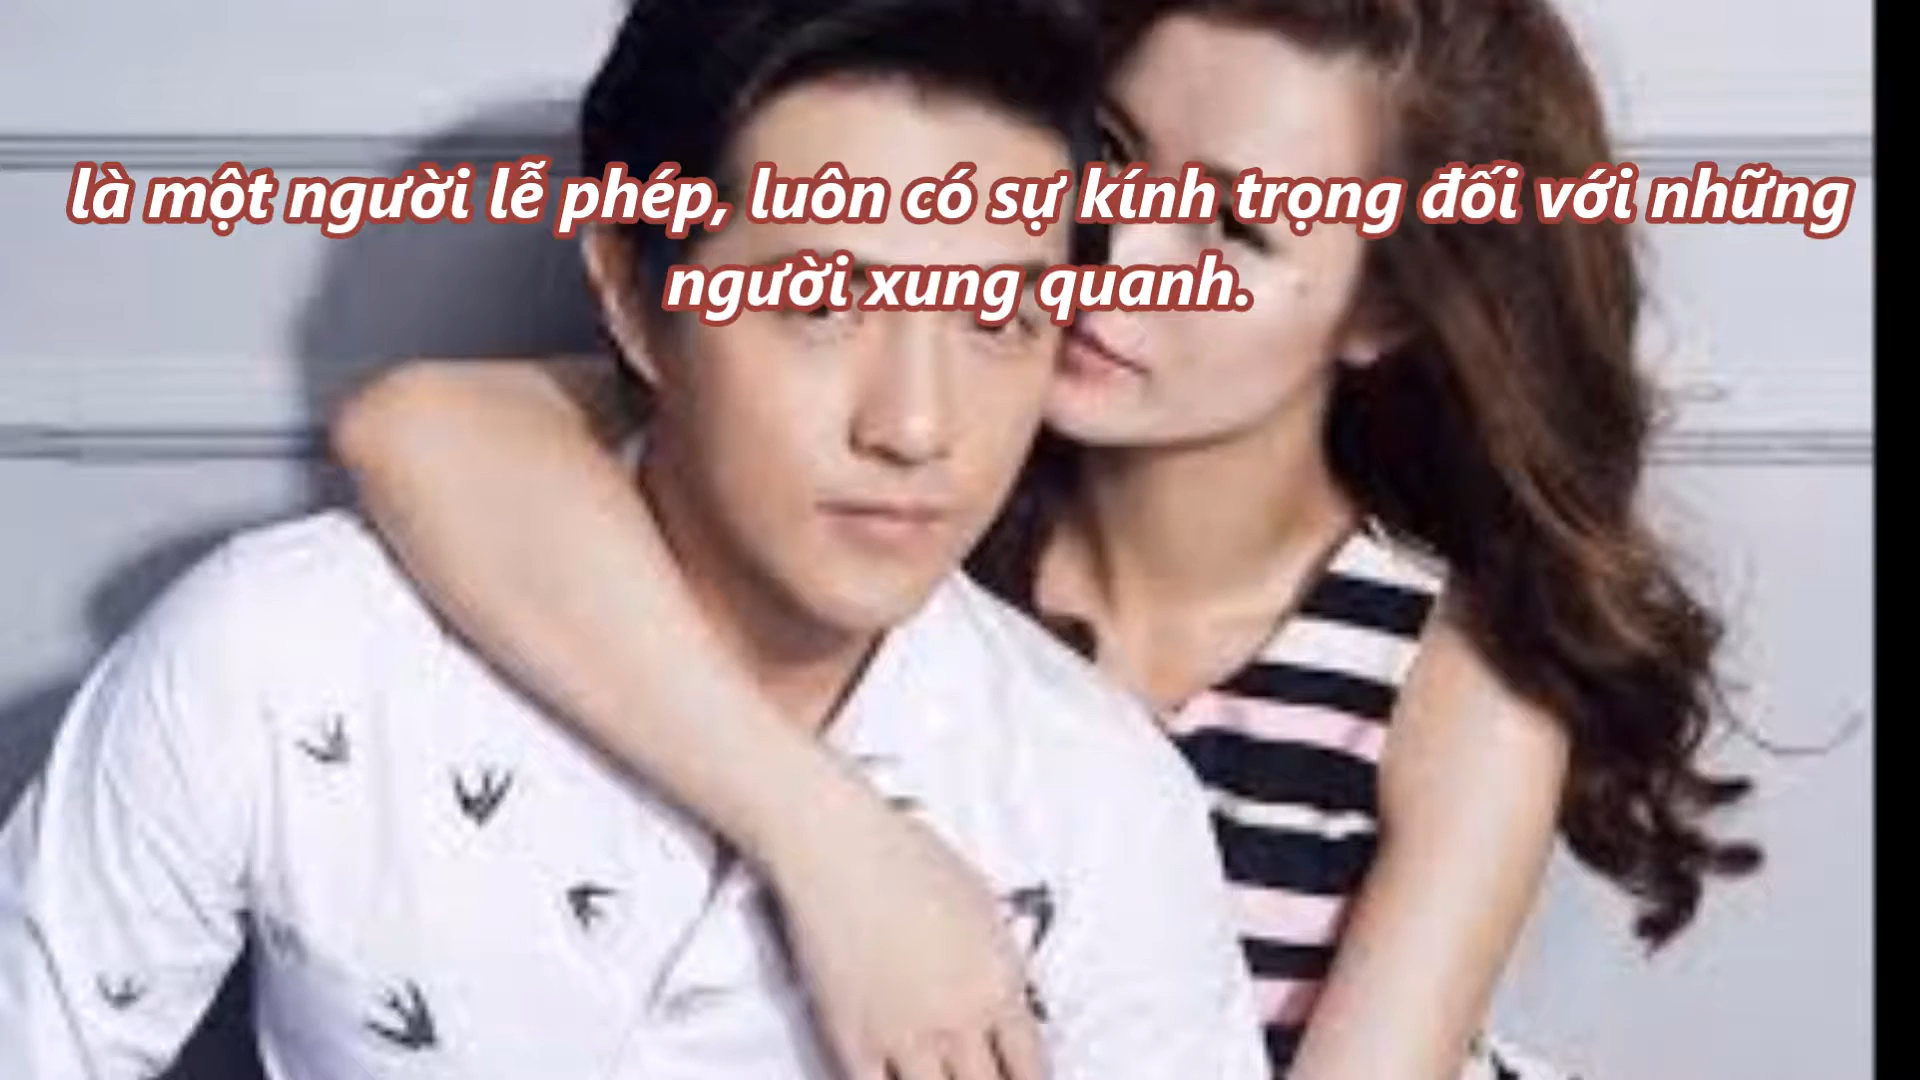 là một người lễ phép, luôn có sự kính trọng đối với những
người xung quanh.